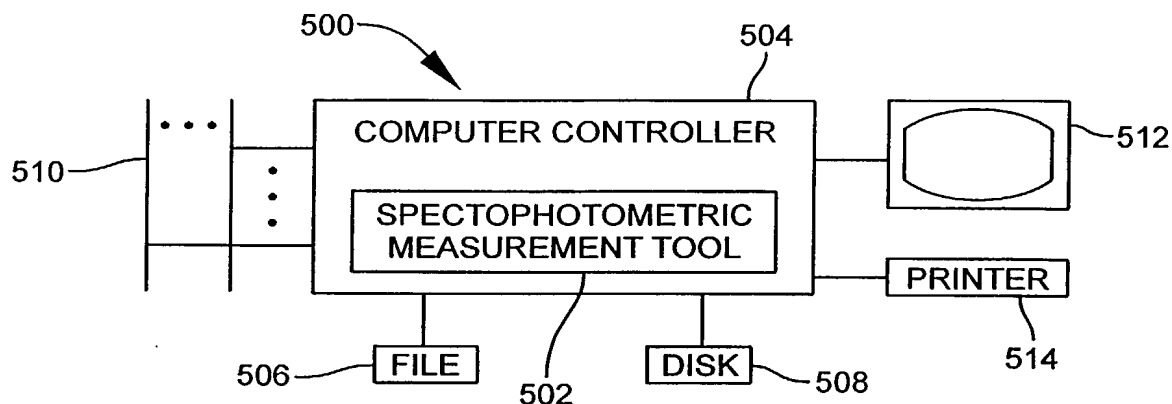 500
504
COMPUTER CONTROLLER
512
510
SPECTOPHOTOMETRIC
MEASUREMENT TOOL
PRINTER
514
506
FILE
502
DISK
508